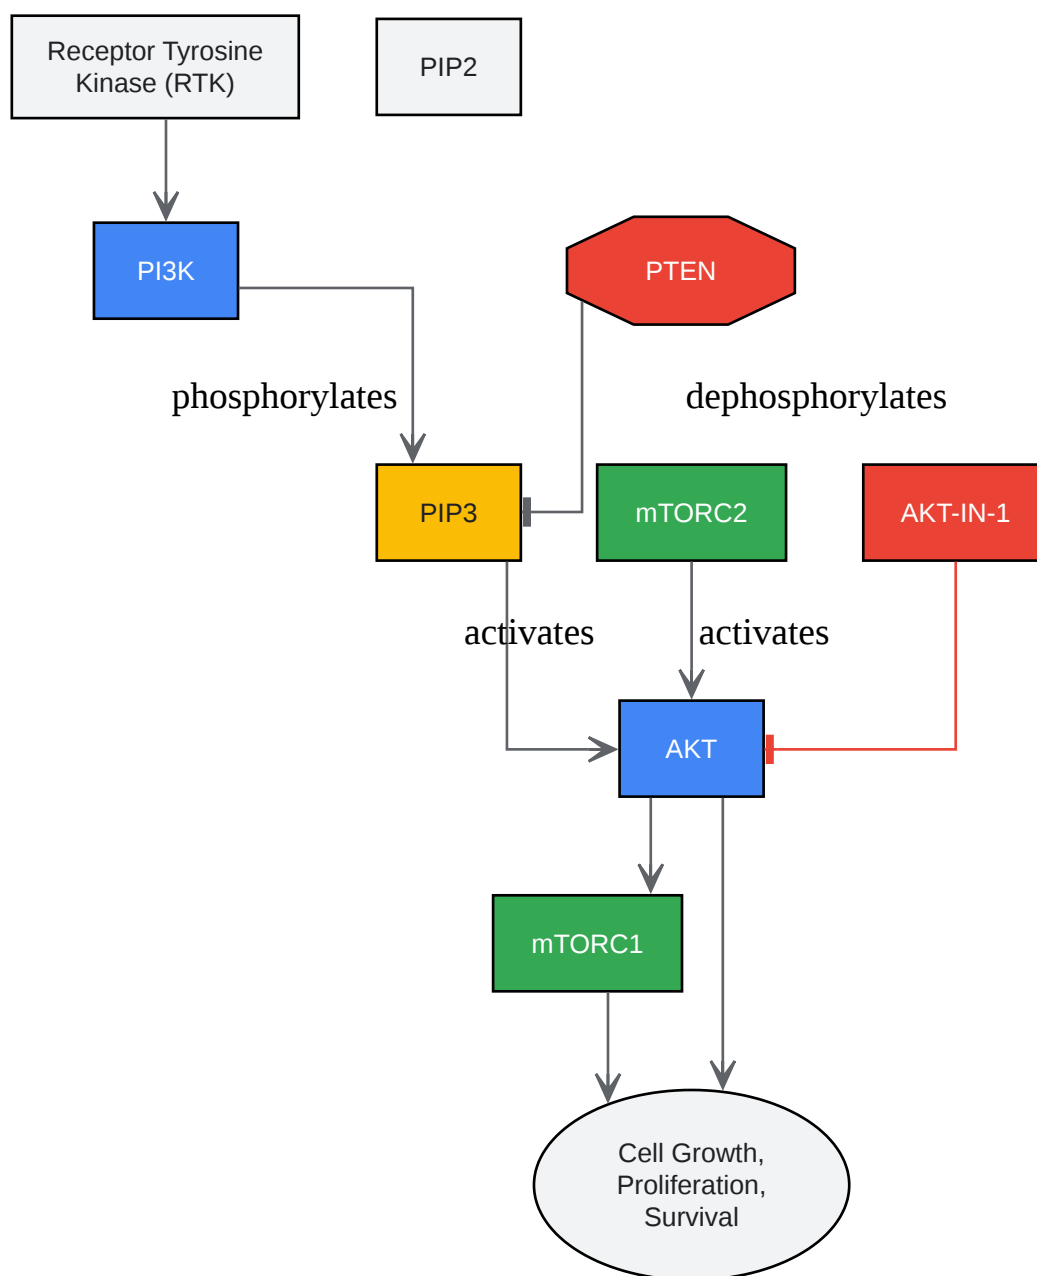 Receptor Tyrosine
Kinase (RTK)
PIP2
PI3K
PTEN
phosphorylates
dephosphorylates
PIP3
mTORC2
AKT-IN-1
activates
activates
AKT
mTORC1
Cell Growth,
Proliferation,
Survival